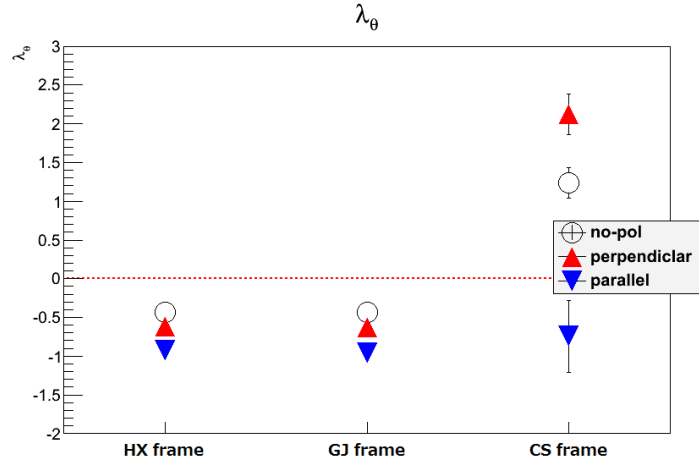 λθ
λθ
3
2.5
2
1.5
1
0.5
0
-0.5
-1
-1.5
-2
no-pol
perpendiclar
parallel
HX frame GJ frame CS frame